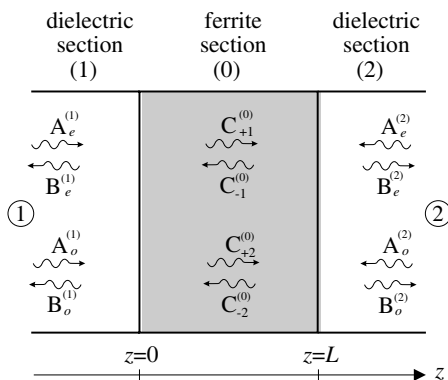 dielectric ferrite dielectric
section section section
(1) (0) (2)
A_e^{(1)} C_{+1}^{(0)} A_e^{(2)}
B_e^{(1)} C_{-1}^{(0)} B_e^{(2)}
1 2
A_o^{(1)} C_{+2}^{(0)} A_o^{(2)}
B_o^{(1)} C_{-2}^{(0)} B_o^{(2)}
z=0 z=L z